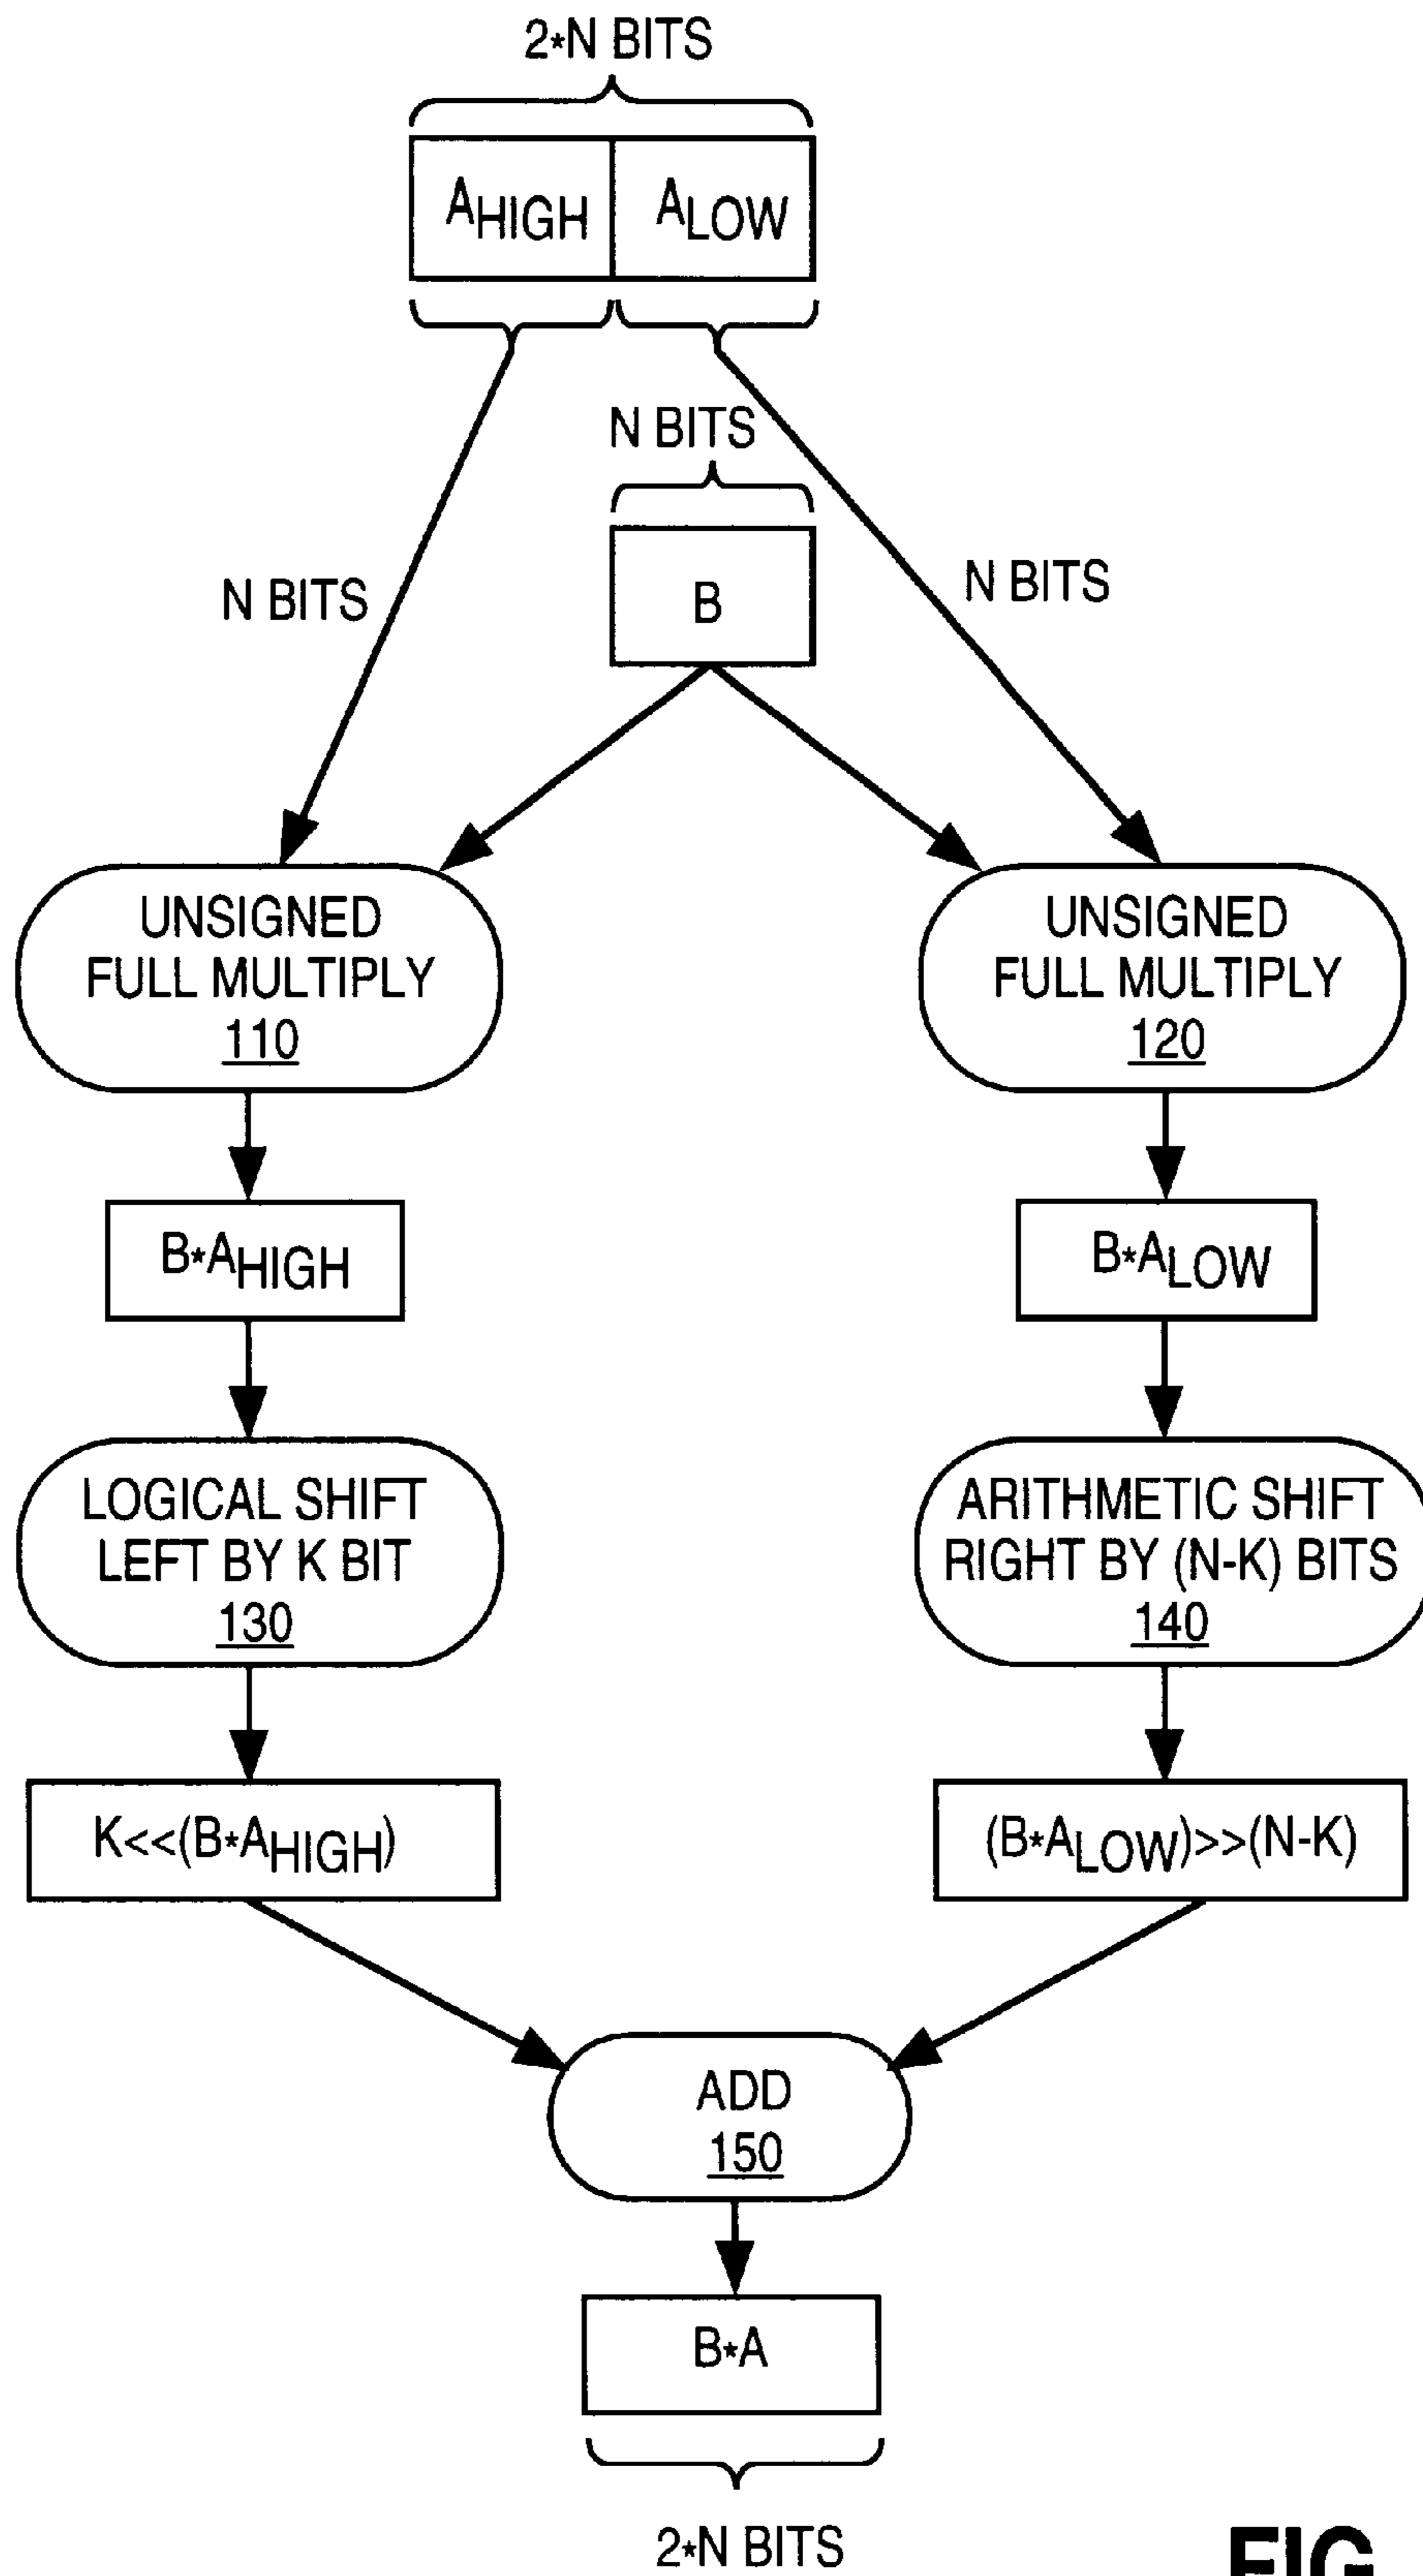 2*N BITS
AHIGH ALOW
N BITS
N BITS
N BITS
B
UNSIGNED
FULL MULTIPLY
110
UNSIGNED
FULL MULTIPLY
120
B*AHIGH
B*ALOW
LOGICAL SHIFT
LEFT BY K BIT
130
ARITHMETIC SHIFT
RIGHT BY (N-K) BITS
140
K<<(B*AHIGH)
(B*ALOW)>>(N-K)
ADD
150
B*A
2*N BITS
FIG